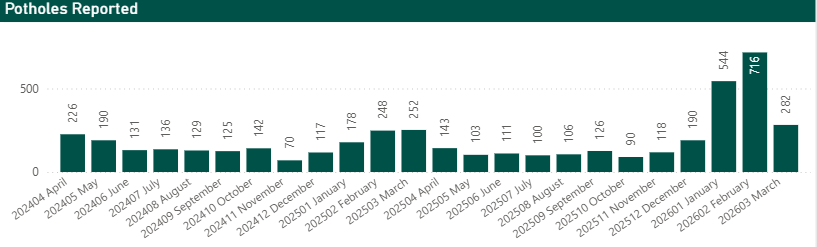 Potholes Reported
500
0
226
190
131
136
129
125
142
70
117
178
248
252
143
103
111
100
106
126
90
118
190
544
716
282
202404 April
202405 May
202406 June
202407 July
202408 August
202409 September
202410 October
202411 November
202412 December
202501 January
202502 February
202503 March
202504 April
202505 May
202506 June
202507 July
202508 August
202509 September
202510 October
202511 November
202512 December
202601 January
202602 February
202603 March